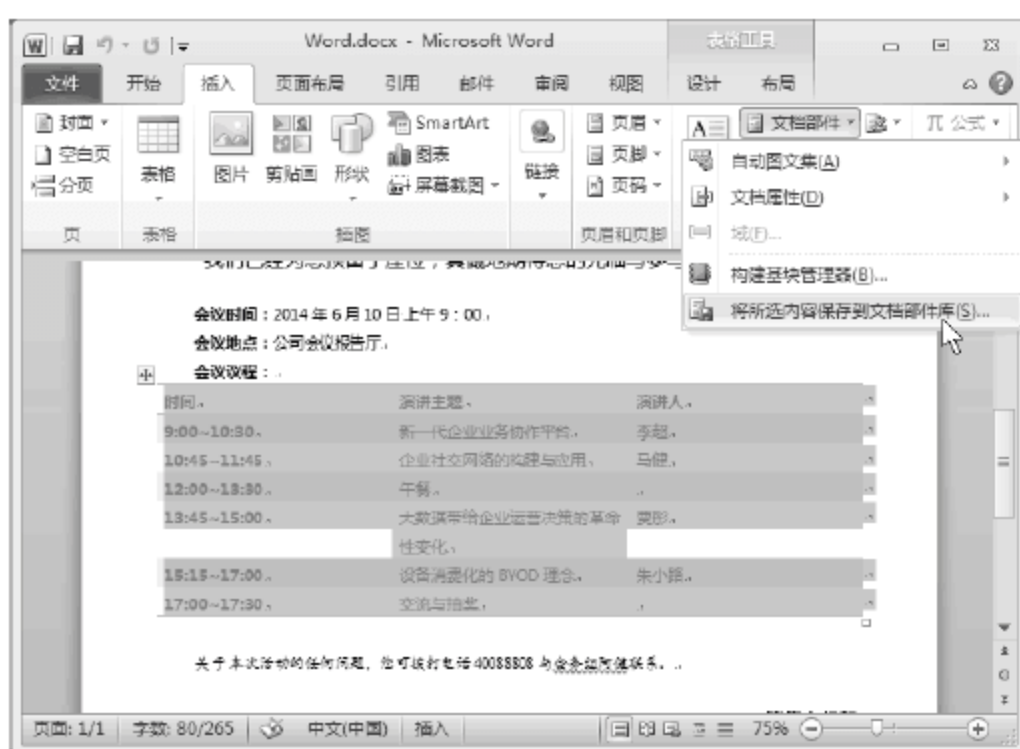 Word.docx - Microsoft Word
表格工具
文件 开始 插入 页面布局 引用 邮件 审阅 视图 设计 布局
封面
空白页
分页
页
表格
表格
图片 剪贴画 形状
SmartArt
图表
屏幕截图
插图
链接
页眉
页脚
页码
页眉和页脚
文档部件
公式
自动图文集(A)
文档属性(D)
域(F)...
构建基块管理器(B)...
将所选内容保存到文档部件库(S)...
会议时间：2014 年 6 月 10 日上午 9：00
会议地点：公司会议报告厅
会议议程：
时间 演讲主题 演讲人
9:00~10:30 新一代企业业务协作平台 李超
10:45~11:45 企业社交网络的构建与应用 马健
12:00~13:30 午餐
13:45~15:00 大数据带给企业运营决策的革命性变化 贾彤
15:15~17:00 设备消费化的 BYOD 理念 朱小路
17:00~17:30 交流与抽奖
关于本次活动的任何问题，您可拨打电话 40088808 与会务组阿健联系。
页面: 1/1 字数: 80/265 中文(中国) 插入 75%